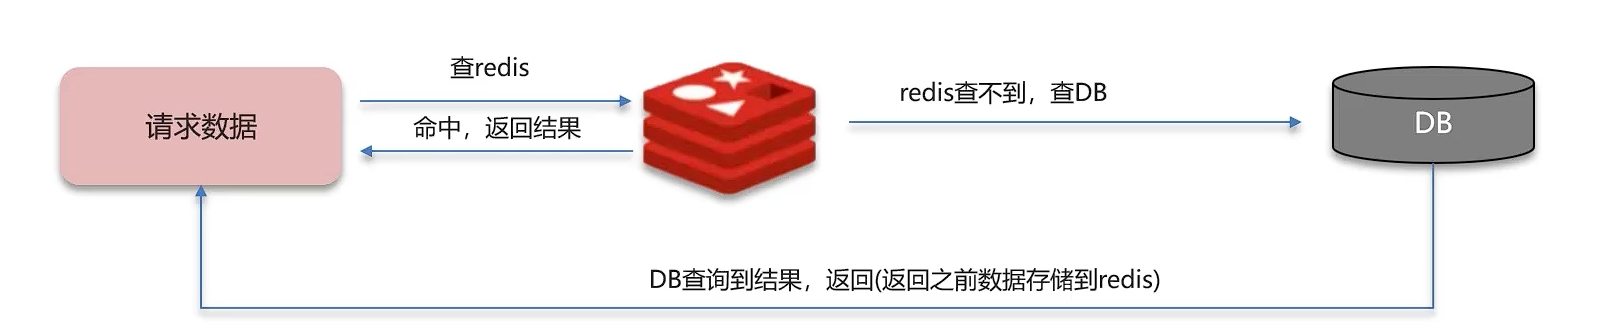 查redis
请求数据
命中，返回结果
redis查不到，查DB
DB
DB查询到结果，返回(返回之前数据存储到redis)